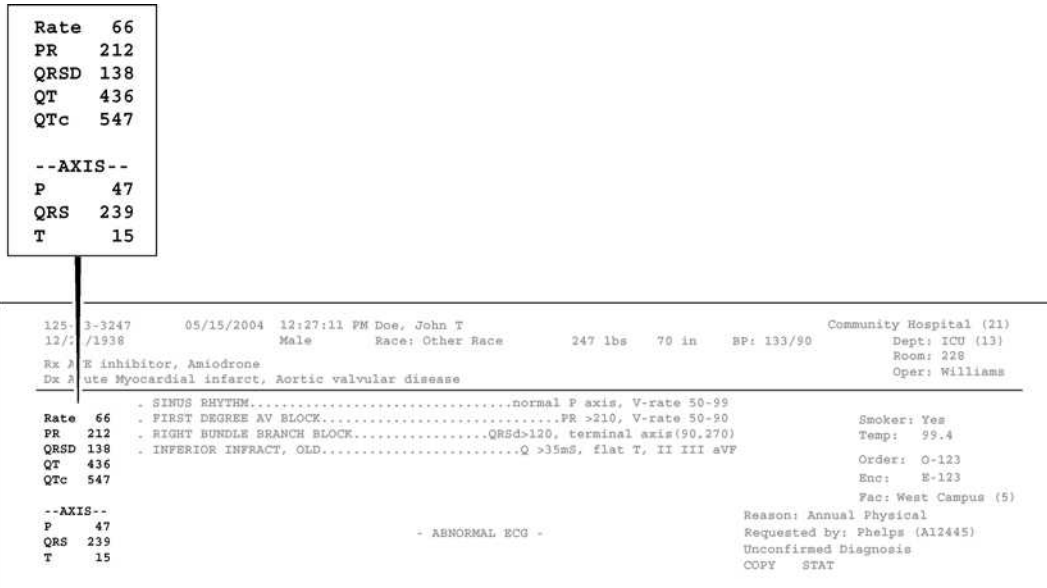 Rate 66
PR 212
QRSD 138
QT 436
QTc 547
--AXIS--
P 47
QRS 239
T 15
125- 3-3247 05/15/2004 12:27:11 PM Doe, John T Community Hospital (21)
12/2 /1938 Male Race: Other Race 247 lbs 70 in BP: 133/90 Dept: ICU (13)
Room: 228
Rx A E inhibitor, Amiodrone Oper: Williams
Dx A ute Myocardial infarct, Aortic valvular disease
. SINUS RHYTHM.................................normal P axis, V-rate 50-99
Rate 66 . FIRST DEGREE AV BLOCK..............................PR >210, V-rate 50-90 Smoker: Yes
PR 212 . RIGHT BUNDLE BRANCH BLOCK.................QRSd>120, terminal axis(90,270) Temp: 99.4
QRSD 138 . INFERIOR INFRACT, OLD.........................Q >35mS, flat T, II III aVF
QT 436 Order: O-123
QTc 547 Enc: E-123
Fac: West Campus (5)
--AXIS-- Reason: Annual Physical
P 47 - ABNORMAL ECG - Requested by: Phelps (A12445)
QRS 239 Unconfirmed Diagnosis
T 15 COPY STAT